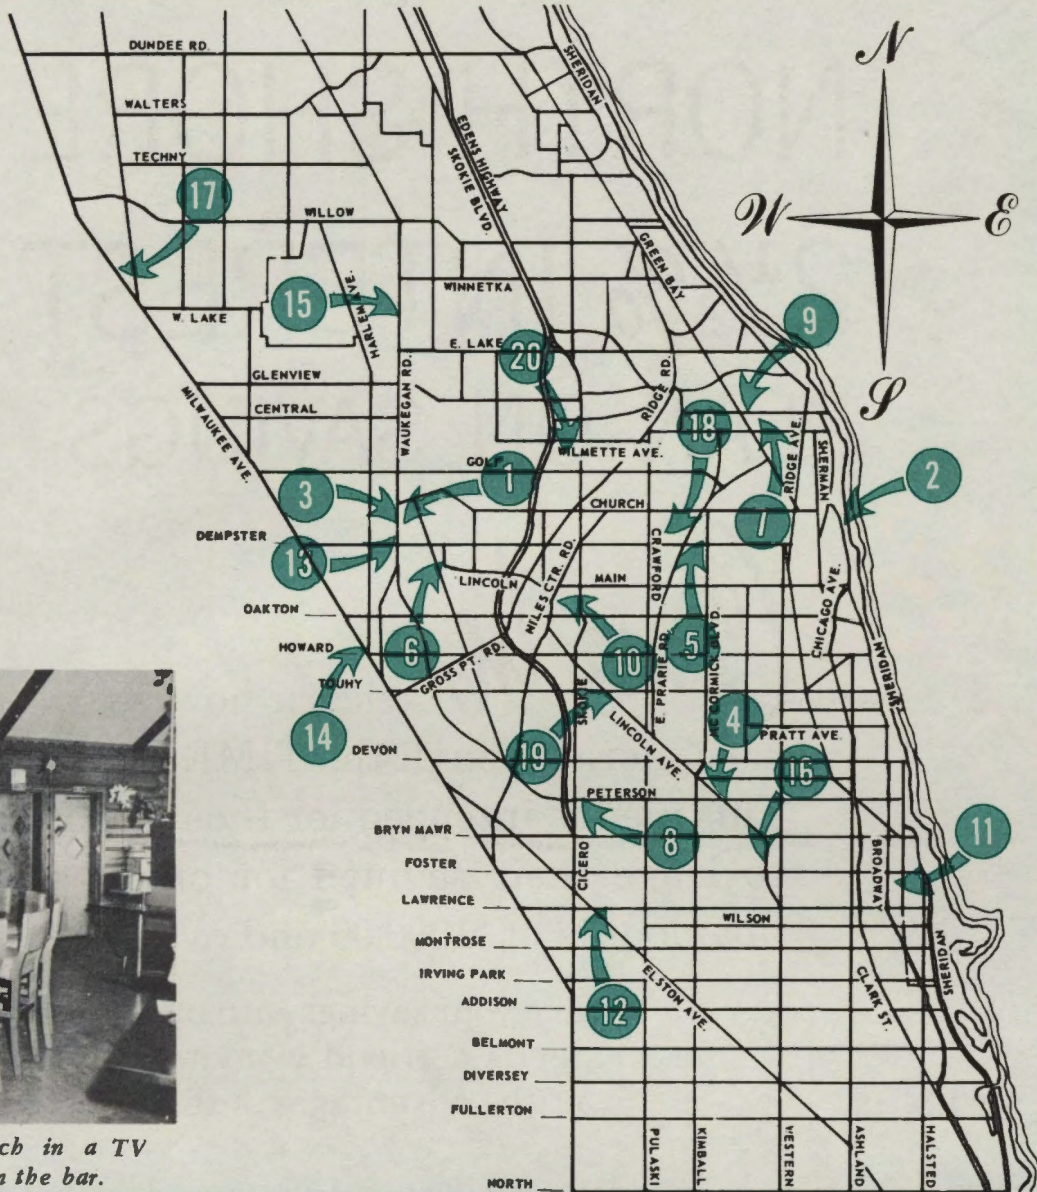 N
SHERIDAN
DUNDEE RD.
WALTERS
EDENS HIGHWAY
SKOKIE BLVD.
TECHNY
17
WILLOW
W
E
GREEN BAY
HARLEM AVE.
WINNETKA
15
9
W. LAKE
E. LAKE
20
S
GLENVIEW
WAUKEGAN RD.
RIDGE RD.
CENTRAL
MILWAUKEE AVE.
18
RIDGE AVE.
SHERMAN
WILMETTE AVE.
GOLF
3
1
2
CHURCH
7
DEMPSTER
CRAWFORD
13
NILES CTR. RD.
LINCOLN
MAIN
CHICAGO AVE.
OAKTON
HOWARD
6
10
5
E. PRARIE RD.
MC CORMICK BLVD.
GROSS PT. RD.
SHERIDAN
TOUHY
SKOKIE
14
4
LINCOLN AVE.
PRATT AVE.
DEVON
19
16
PETERSON
BRYN MAWR
8
11
FOSTER
CICERO
BROADWAY
LAWRENCE
WILSON
MONTROSE
SHERIDAN
IRVING PARK
ELSTON AVE.
CLARK ST.
ADDISON
12
BELMONT
DIVERSEY
FULLERTON
PULASKI
KIMBALL
WESTERN
ASHLAND
HALSTED
NORTH
ch in a TV
n the bar.